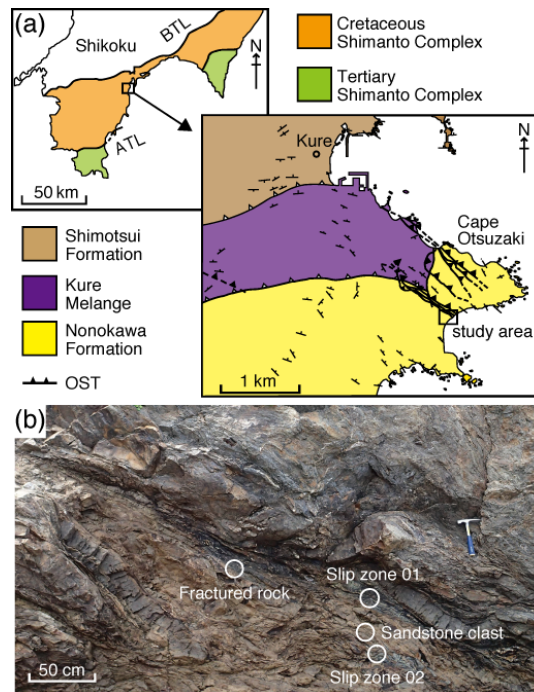 (a)
Shikoku
BTL
N
ATL
50 km
Cretaceous
Shimanto Complex
Tertiary
Shimanto Complex
Kure
N
Cape
Otsuzaki
study area
1 km
Shimotsui
Formation
Kure
Melange
Nonokawa
Formation
OST
(b)
Fractured rock
Slip zone 01
Sandstone clast
Slip zone 02
50 cm